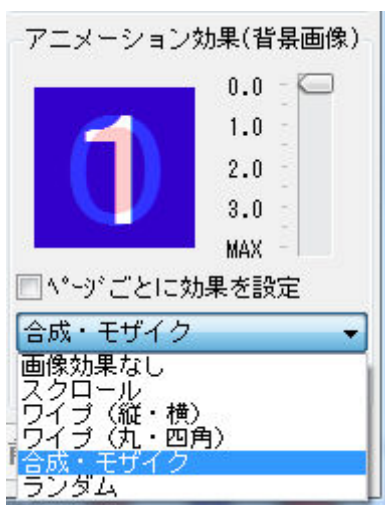 アニメーション効果(背景画像)
0.0
1.0
2.0
3.0
MAX
1
0
ﾍﾟｰｼﾞごとに効果を設定
合成・モザイク
画像効果なし
スクロール
ワイプ（縦・横）
ワイプ（丸・四角）
合成・モザイク
ランダム